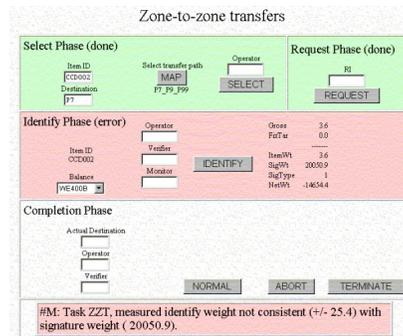 Zone-to-zone transfers
Select Phase (done)
Item ID
CCD002
Destination
P7
Select transfer path
MAP
P7_P9_P99
Operator
SELECT
Request Phase (done)
RI
REQUEST
Identify Phase (error)
Item ID
CCD002
Balance
WE400B
Operator
Verifier
Monitor
IDENTIFY
Gross 3.6
FrtTar 0.0
--------
ItemWt 3.6
SigWt 20050.9
SigType 1
NetWt -14654.4
Completion Phase
Actual Destination
Operator
Verifier
NORMAL ABORT TERMINATE
#M: Task ZZT, measured identify weight not consistent (+/- 25.4) with
signature weight ( 20050.9).